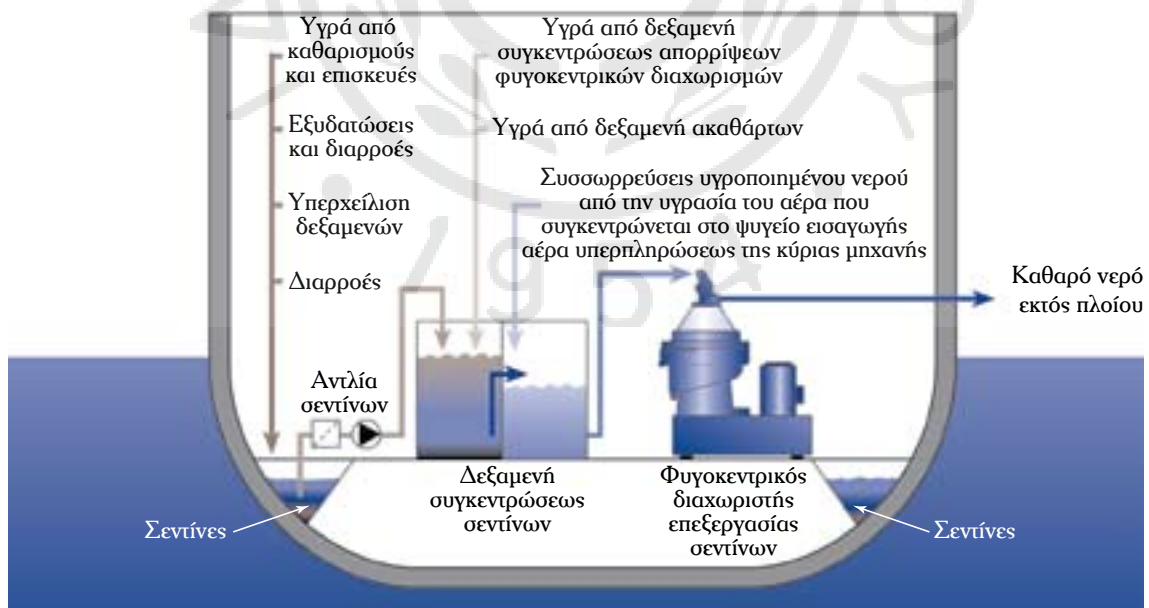 Υγρά από
καθαρισμούς
και επισκευές
Εξυδατώσεις
και διαρροές
Υπερχείλιση
δεξαμενών
Διαρροές
Υγρά από δεξαμενή
συγκεντρώσεως απορρίψεων
φυγοκεντρικών διαχωρισμών
Υγρά από δεξαμενή ακαθάρτων
Συσσωρρεύσεις υγροποιημένου νερού
από την υγρασία του αέρα που
συγκεντρώνεται στο ψυγείο εισαγωγής
αέρα υπερπληρώσεως της κύριας μηχανής
Καθαρό νερό
εκτός πλοίου
Αντλία
σεντίνων
Δεξαμενή
συγκεντρώσεως
σεντίνων
Φυγοκεντρικός
διαχωριστής
επεξεργασίας
σεντίνων
Σεντίνες
Σεντίνες
1954